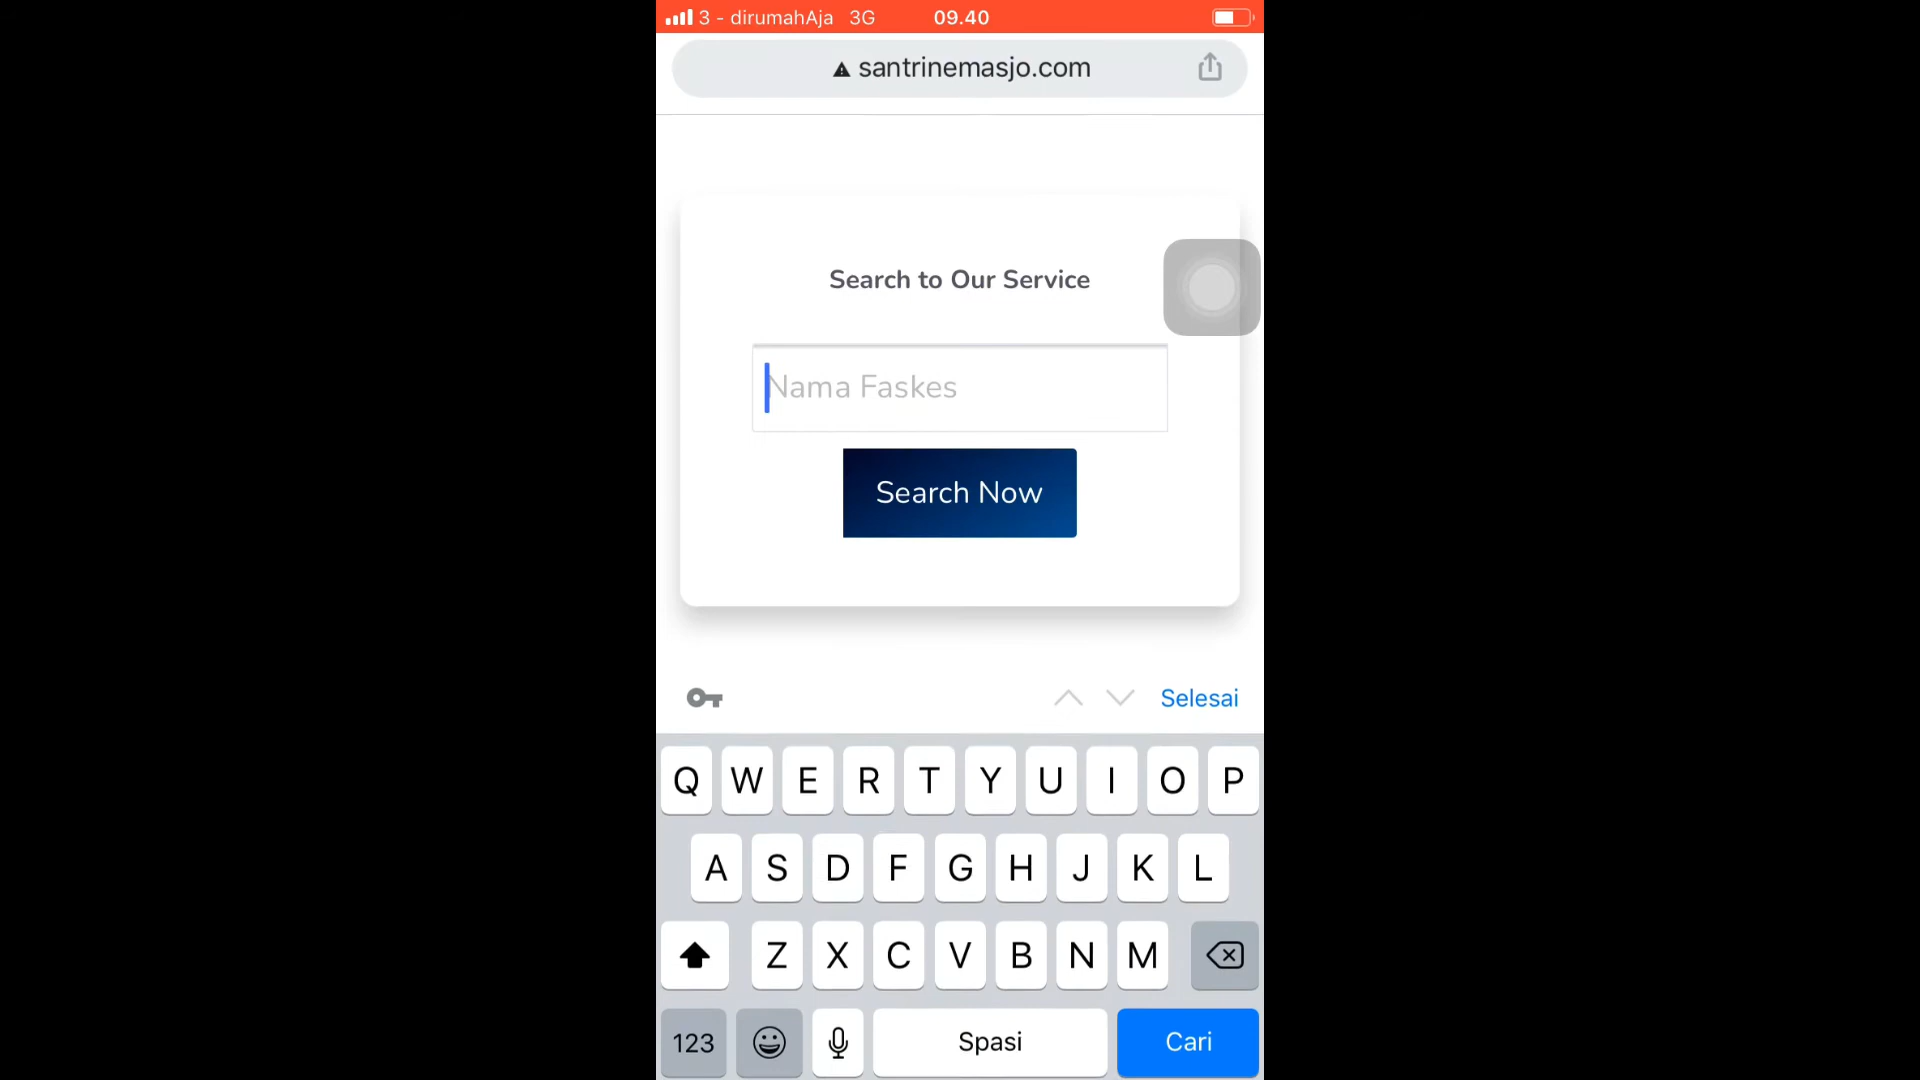 3 - dirumahAja 3G 09.40
santrinemasjo.com
Search to Our Service
Nama Faskes
Search Now
Selesai
Q W E R T Y U I O P
A S D F G H J K L
Z X C V B N M
123 Spasi Cari